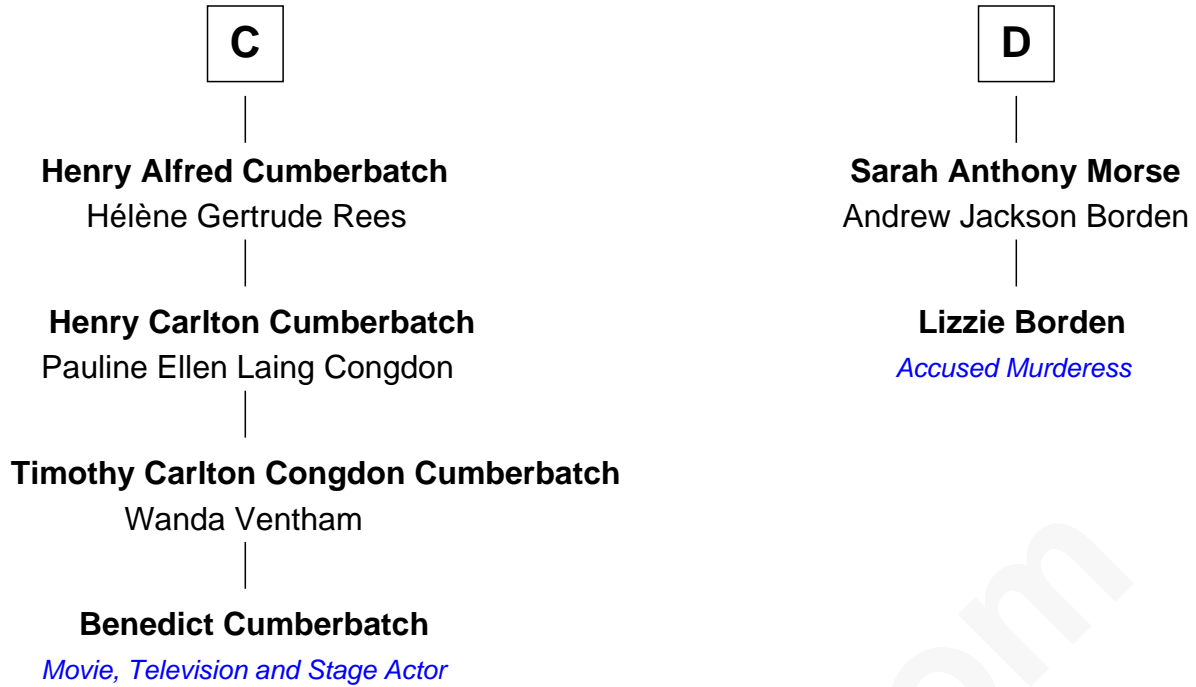 C
Henry Alfred Cumberbatch
Hélène Gertrude Rees
Henry Carlton Cumberbatch
Pauline Ellen Laing Congdon
Timothy Carlton Congdon Cumberbatch
Wanda Ventham
Benedict Cumberbatch
Movie, Television and Stage Actor
D
Sarah Anthony Morse
Andrew Jackson Borden
Lizzie Borden
Accused Murderess
om